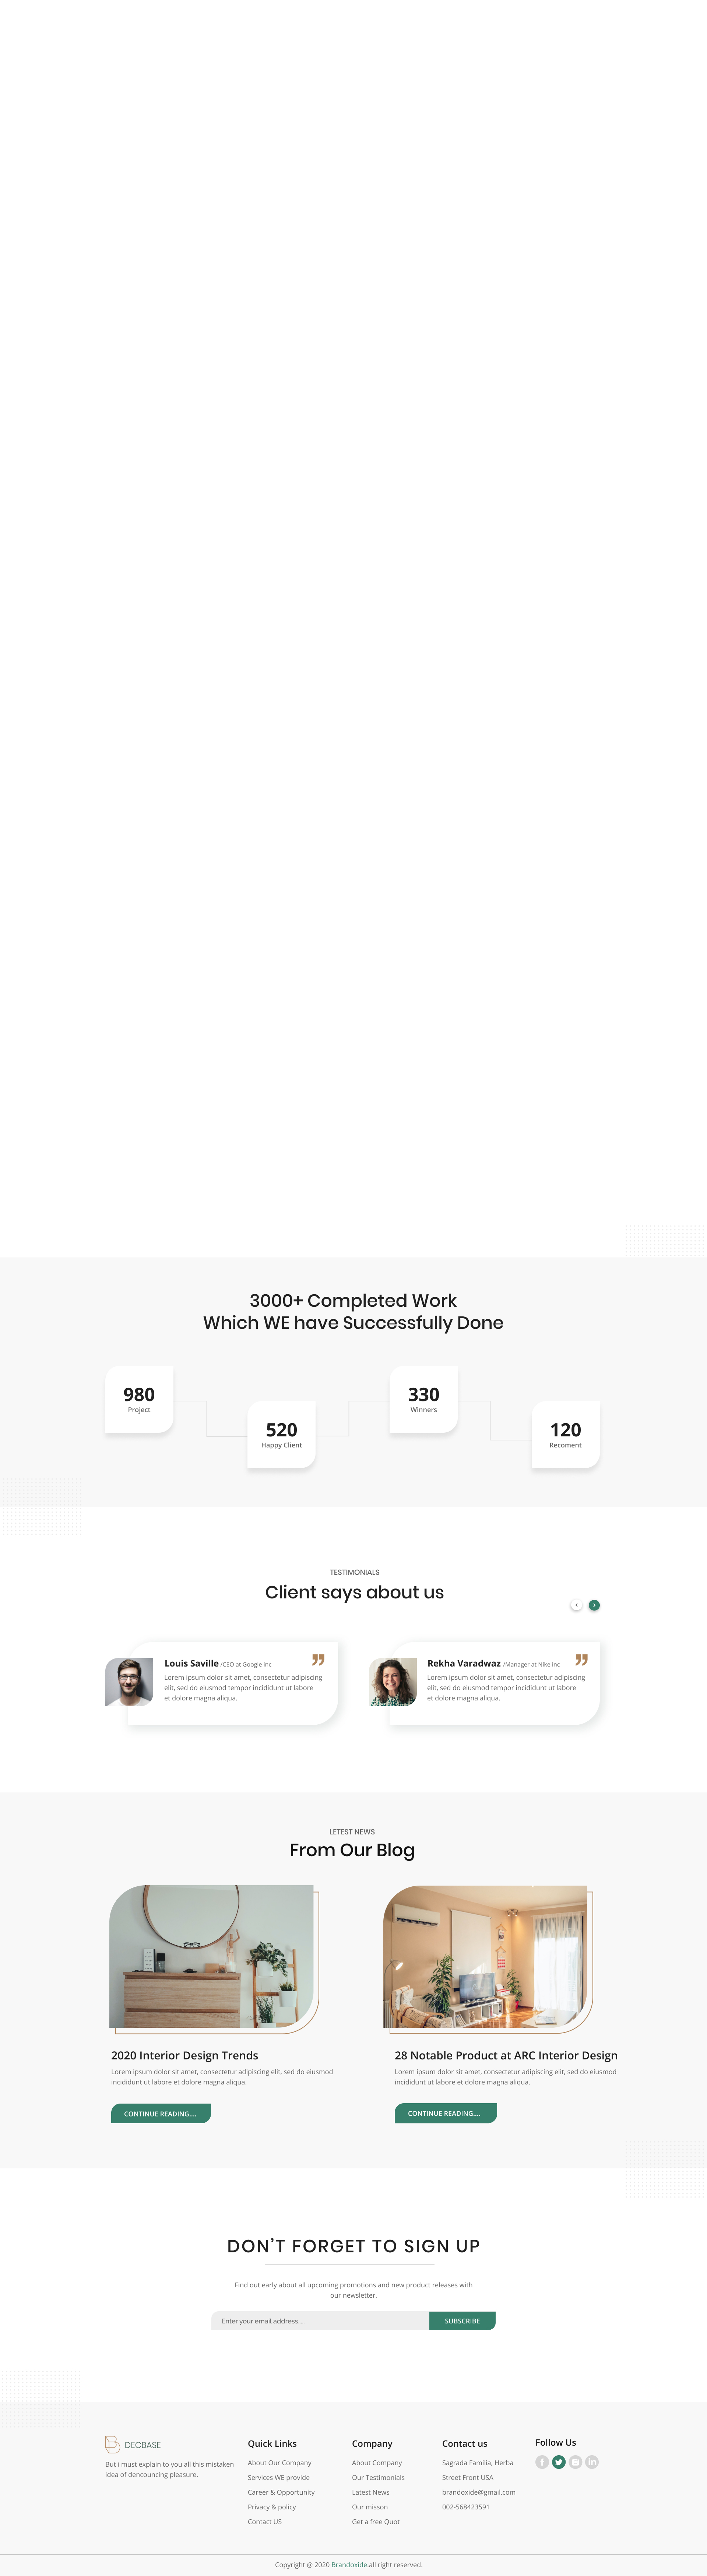 3000+ Completed Work
Which WE have Successfully Done
980
Project
520
Happy Client
330
Winners
120
Recoment
TESTIMONIALS
Client says about us
Louis Saville /CEO at Google inc
Lorem ipsum dolor sit amet, consectetur adipiscing
elit, sed do eiusmod tempor incididunt ut labore
et dolore magna aliqua.
Rekha Varadwaz /Manager at Nike inc
Lorem ipsum dolor sit amet, consectetur adipiscing
elit, sed do eiusmod tempor incididunt ut labore
et dolore magna aliqua.
LETEST NEWS
From Our Blog
2020 Interior Design Trends
Lorem ipsum dolor sit amet, consectetur adipiscing elit, sed do eiusmod
incididunt ut labore et dolore magna aliqua.
CONTINUE READING....
28 Notable Product at ARC Interior Design
Lorem ipsum dolor sit amet, consectetur adipiscing elit, sed do eiusmod
incididunt ut labore et dolore magna aliqua.
CONTINUE READING....
DON'T FORGET TO SIGN UP
Find out early about all upcoming promotions and new product releases with
our newsletter.
Enter your email address....
SUBSCRIBE
DECBASE
But i must explain to you all this mistaken
idea of dencouncing pleasure.
Quick Links
About Our Company
Services WE provide
Career & Opportunity
Privacy & policy
Contact US
Company
About Company
Our Testimonials
Latest News
Our misson
Get a free Quot
Contact us
Sagrada Familia, Herba
Street Front USA
brandoxide@gmail.com
002-568423591
Follow Us
Copyright @ 2020 Brandoxide.all right reserved.